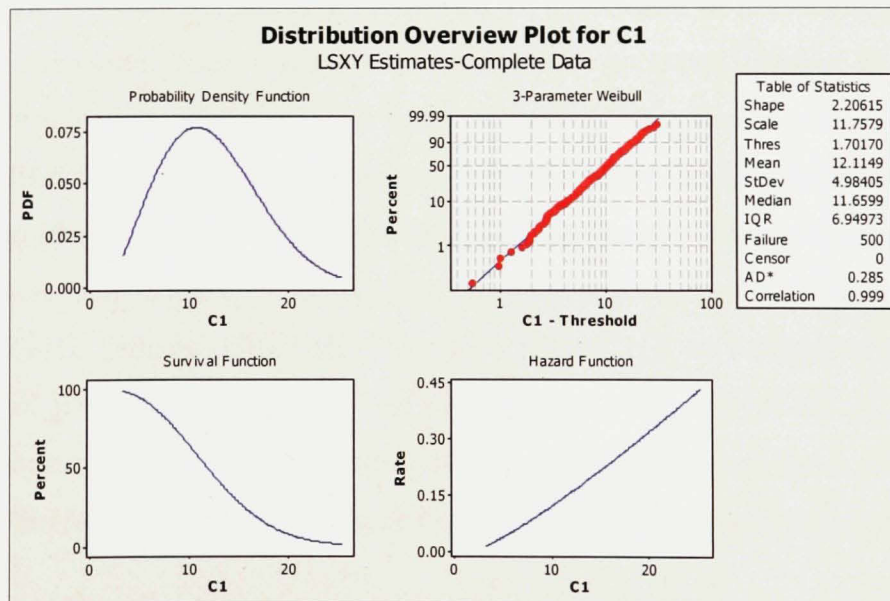 Distribution Overview Plot for C1
LSXY Estimates-Complete Data
Probability Density Function
0.075
0.050
0.025
0.000
PDF
0
10
20
C1
3-Parameter Weibull
99.99
90
50
10
1
Percent
1
10
100
C1 - Threshold
Table of Statistics
Shape 2.20615
Scale 11.7579
Thres 1.70170
Mean 12.1149
StDev 4.98405
Median 11.6599
IQR 6.94973
Failure 500
Censor 0
AD* 0.285
Correlation 0.999
Survival Function
100
50
0
Percent
0
10
20
C1
Hazard Function
0.45
0.30
0.15
0.00
Rate
0
10
20
C1